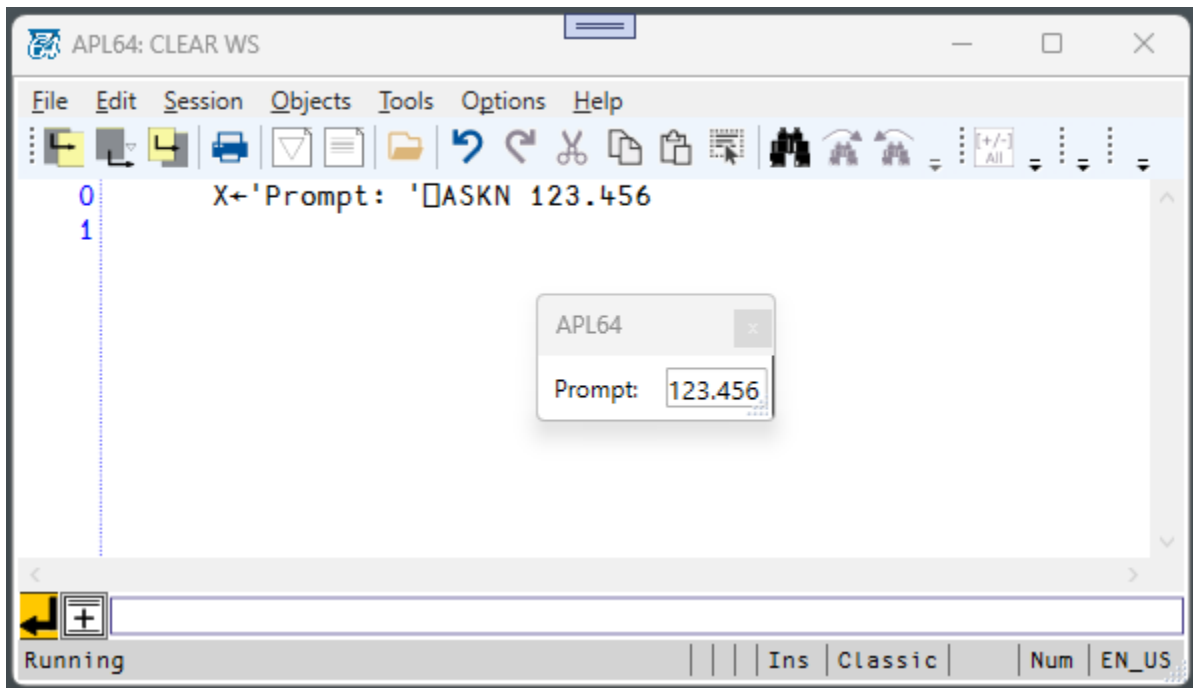 APL64: CLEAR WS
File Edit Session Objects Tools Options Help
[+/-]
All
0 X←'Prompt: '⎕ASKN 123.456
1
APL64 x
Prompt: 123.456
Running Ins Classic Num EN_US